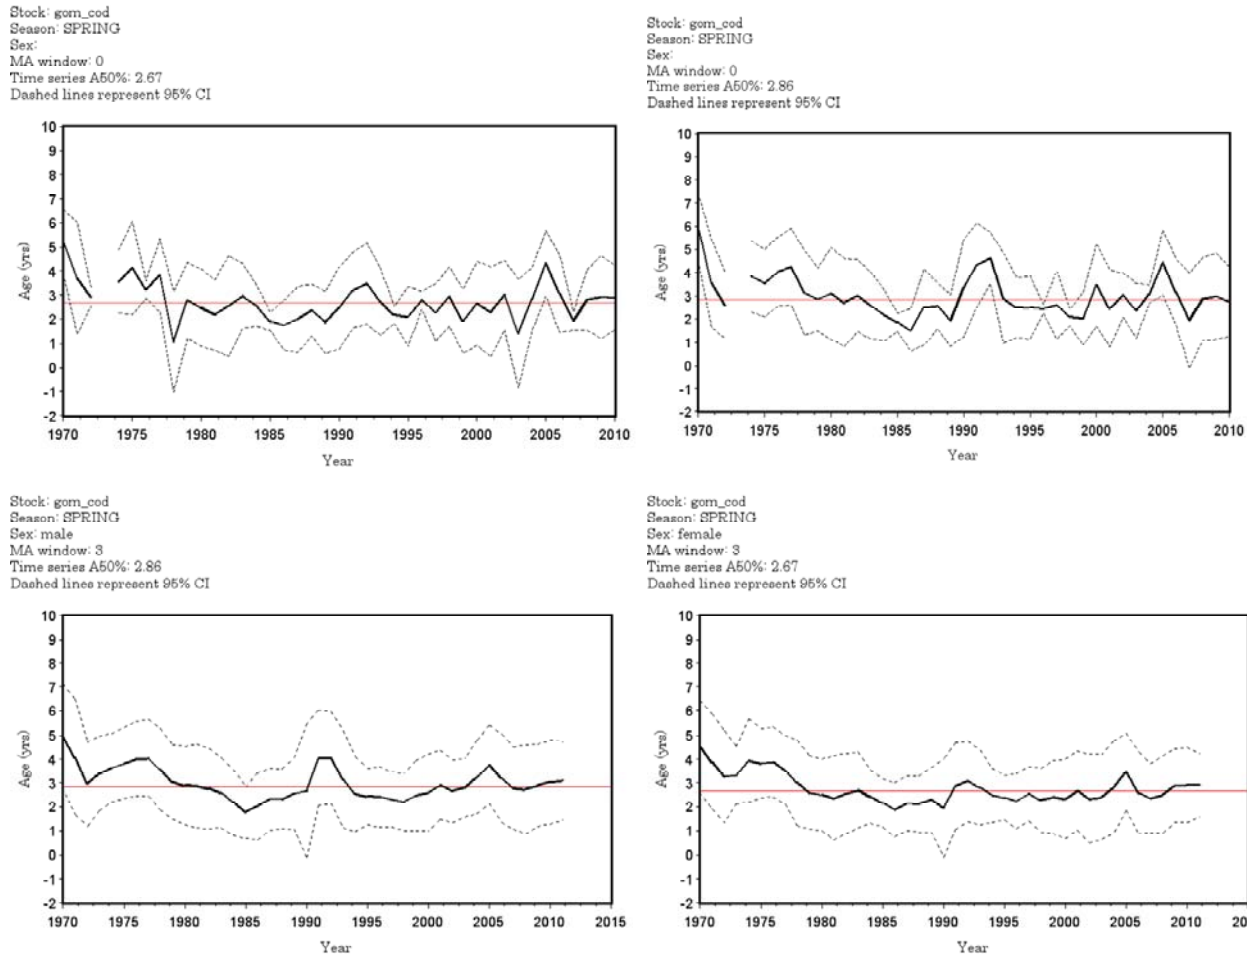 Stock: gom_cod
Season: SPRING
Sex:
MA window: 0
Time series A50%: 2.67
Dashed lines represent 95% CI
10
9
8
7
6
5
4
3
2
1
0
-1
-2
Age (yrs)
1970 1975 1980 1985 1990 1995 2000 2005 2010
Year
Stock: gom_cod
Season: SPRING
Sex:
MA window: 0
Time series A50%: 2.86
Dashed lines represent 95% CI
10
9
8
7
6
5
4
3
2
1
0
-1
-2
Age (yrs)
1970 1975 1980 1985 1990 1995 2000 2005 2010
Year
Stock: gom_cod
Season: SPRING
Sex: male
MA window: 3
Time series A50%: 2.86
Dashed lines represent 95% CI
10
9
8
7
6
5
4
3
2
1
0
-1
-2
Age (yrs)
1970 1975 1980 1985 1990 1995 2000 2005 2010 2015
Year
Stock: gom_cod
Season: SPRING
Sex: female
MA window: 3
Time series A50%: 2.67
Dashed lines represent 95% CI
10
9
8
7
6
5
4
3
2
1
0
-1
-2
Age (yrs)
1970 1975 1980 1985 1990 1995 2000 2005 2010
Year